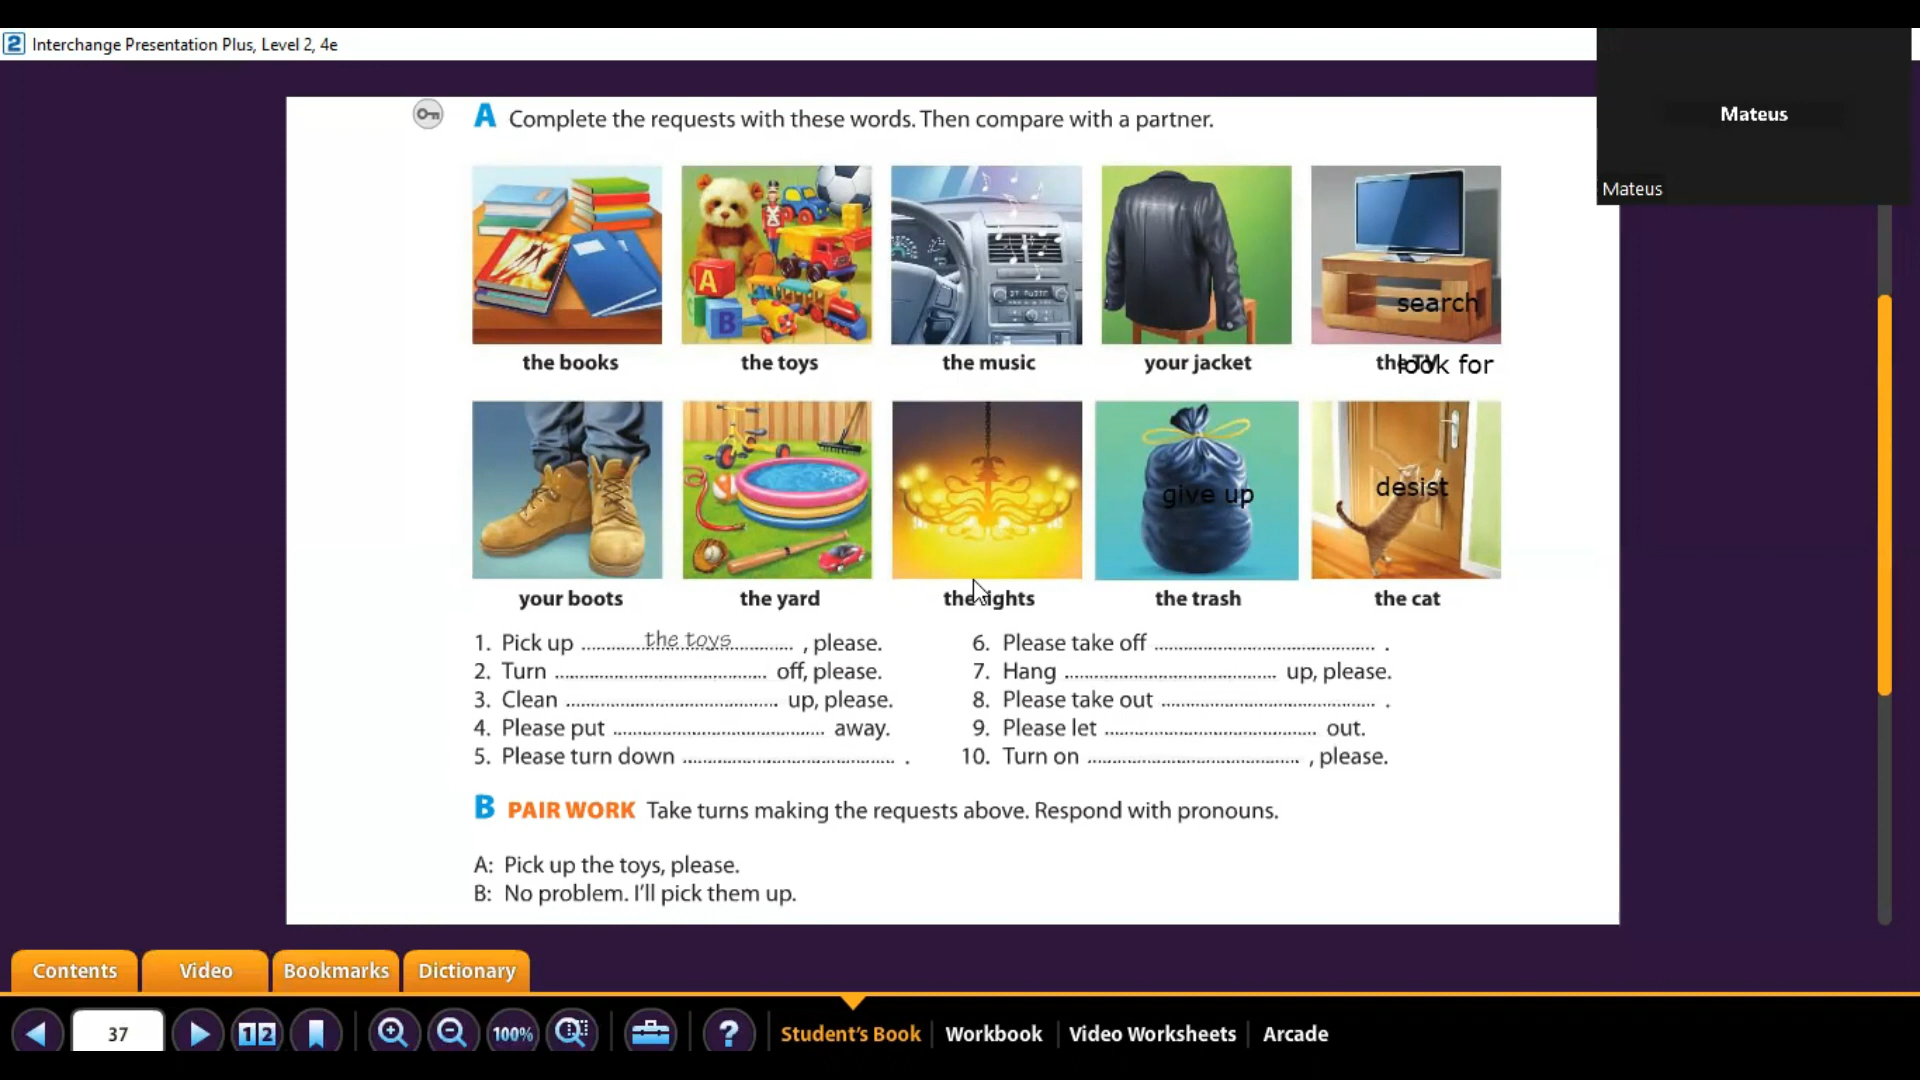 Interchange Presentation Plus, Level 2, 4e
Mateus
Mateus
A Complete the requests with these words. Then compare with a partner.
search
the books
the toys
the music
your jacket
the TV
look for
give up
desist
your boots
the yard
the lights
the trash
the cat
1. Pick up the toys , please.
2. Turn off, please.
3. Clean up, please.
4. Please put away.
5. Please turn down .
6. Please take off .
7. Hang up, please.
8. Please take out .
9. Please let out.
10. Turn on , please.
B PAIR WORK Take turns making the requests above. Respond with pronouns.
A: Pick up the toys, please.
B: No problem. I'll pick them up.
Contents
Video
Bookmarks
Dictionary
37
12
100%
?
Student's Book
Workbook
Video Worksheets
Arcade